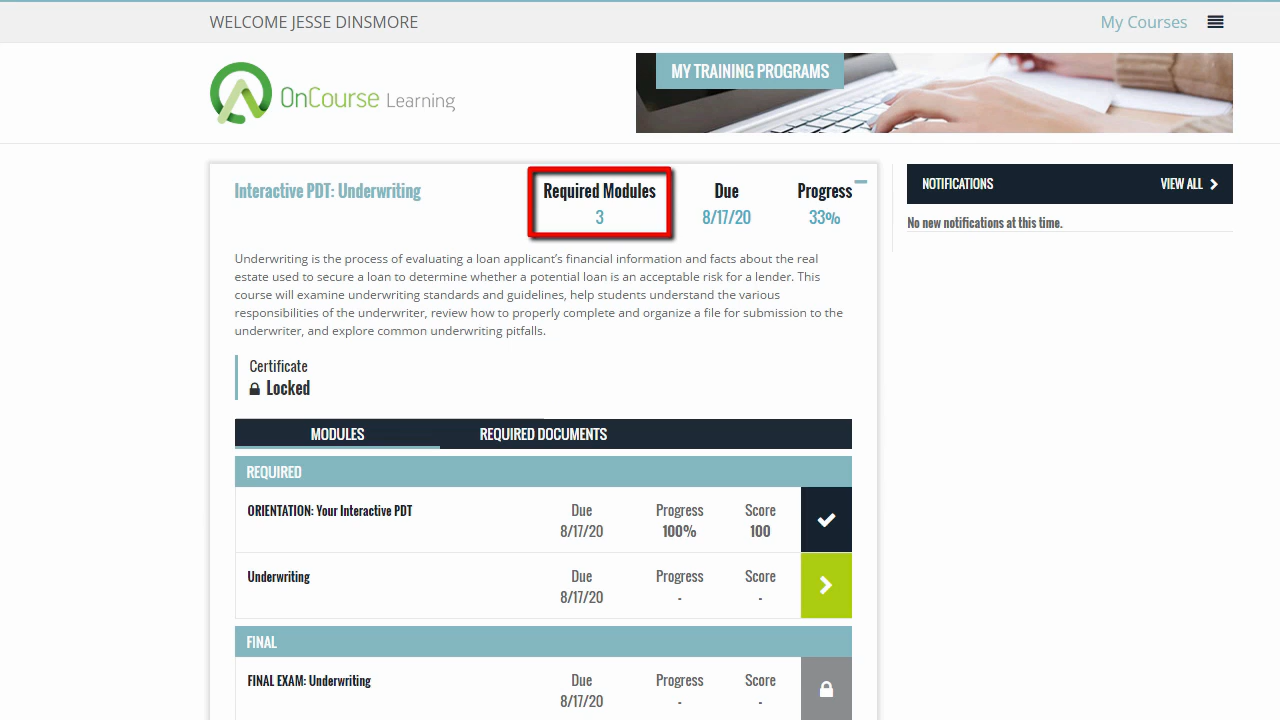 WELCOME JESSE DINSMORE
My Courses
OnCourse Learning
MY TRAINING PROGRAMS
Interactive PDT: Underwriting
Required Modules
3
Due
8/17/20
Progress
33%
NOTIFICATIONS
VIEW ALL
No new notifications at this time.
Underwriting is the process of evaluating a loan applicant's financial information and facts about the real
estate used to secure a loan to determine whether a potential loan is an acceptable risk for a lender. This
course will examine underwriting standards and guidelines, help students understand the various
responsibilities of the underwriter, review how to properly complete and organize a file for submission to the
underwriter, and explore common underwriting pitfalls.
Certificate
Locked
MODULES
REQUIRED DOCUMENTS
REQUIRED
ORIENTATION: Your Interactive PDT
Due
8/17/20
Progress
100%
Score
100
Underwriting
Due
8/17/20
Progress
-
Score
-
FINAL
FINAL EXAM: Underwriting
Due
8/17/20
Progress
-
Score
-